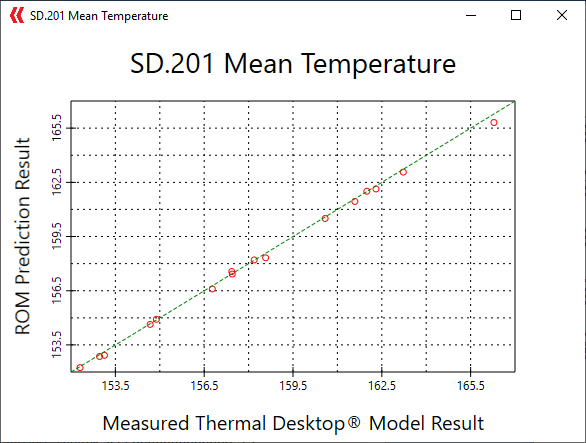 SD.201 Mean Temperature
SD.201 Mean Temperature
ROM Prediction Result
165.5
162.5
159.5
156.5
153.5
153.5 156.5 159.5 162.5 165.5
Measured Thermal Desktop® Model Result